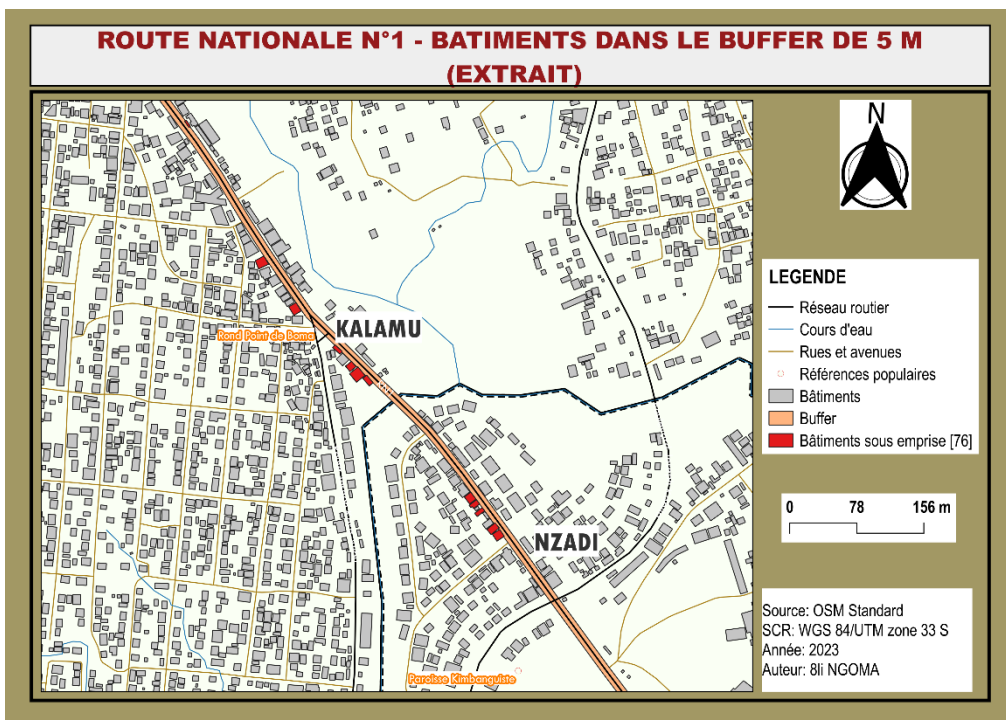 ROUTE NATIONALE N°1 - BATIMENTS DANS LE BUFFER DE 5 M
(EXTRAIT)
N
KALAMU
Rond Point de Boma
NZADI
Paroisse Kimbanguiste
LEGENDE
Réseau routier
Cours d'eau
Rues et avenues
Références populaires
Bâtiments
Buffer
Bâtiments sous emprise [76]
0 78 156 m
Source: OSM Standard
SCR: WGS 84/UTM zone 33 S
Année: 2023
Auteur: 8li NGOMA